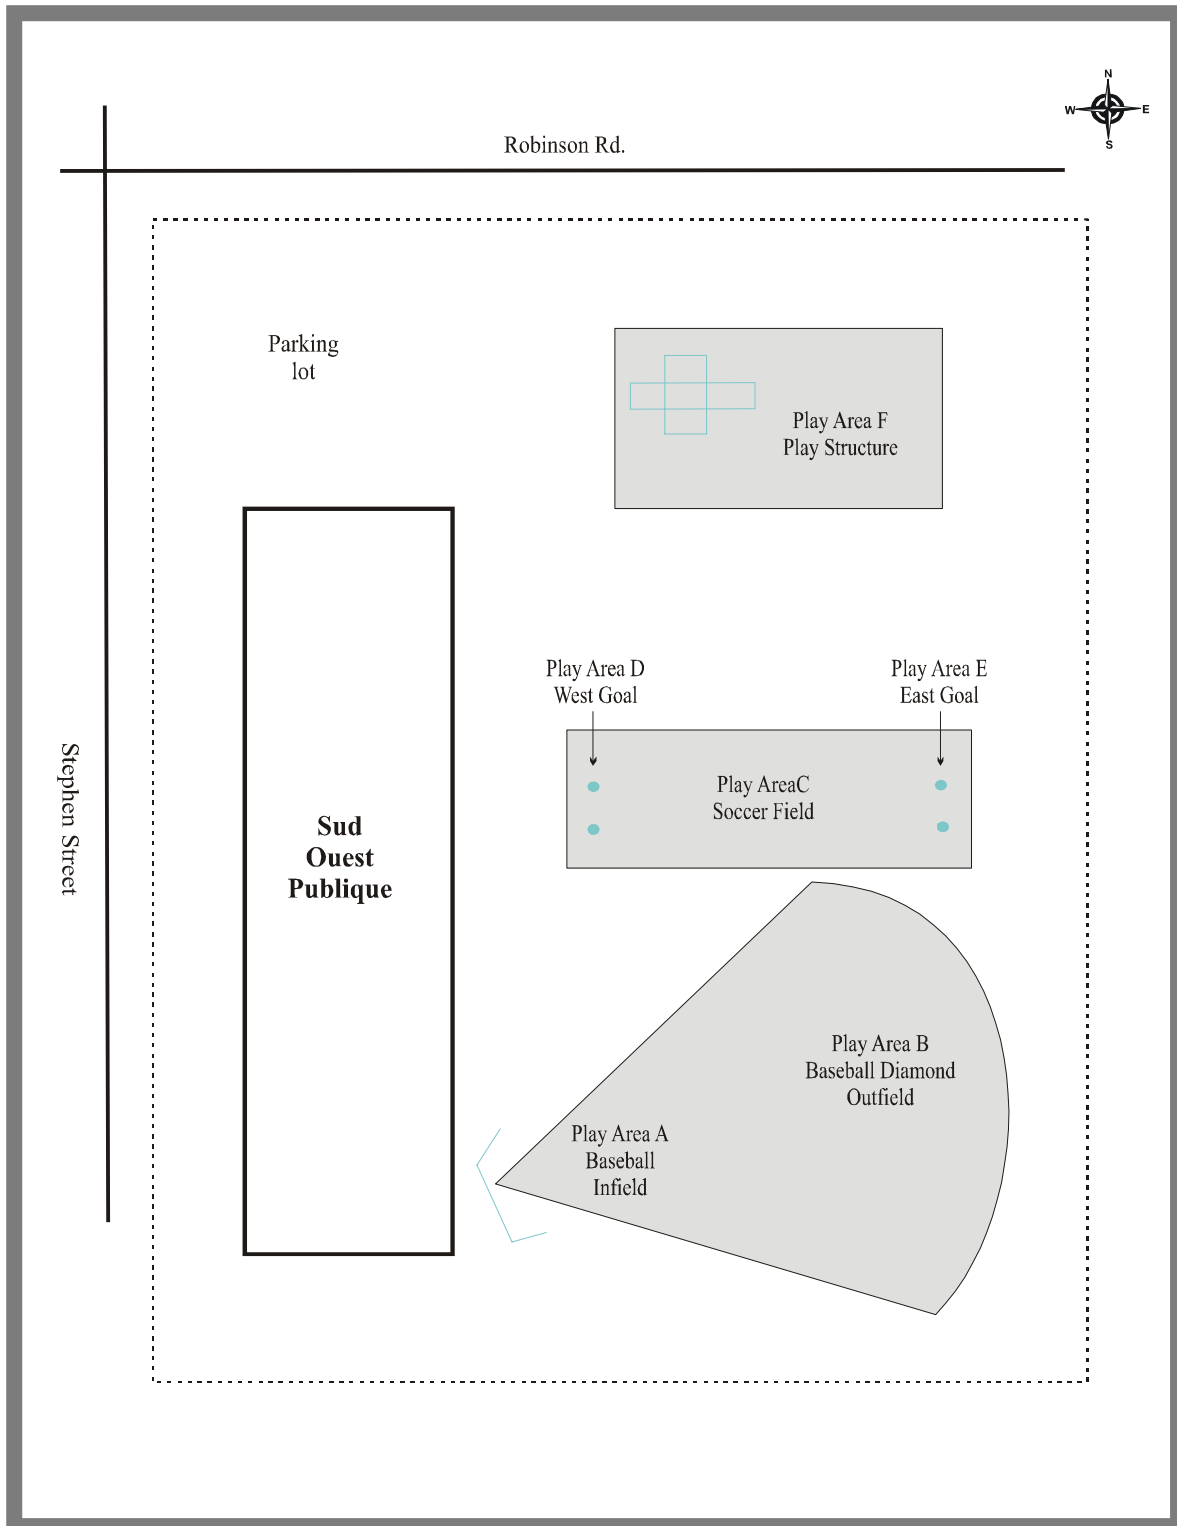 N
W
E
S
Robinson Rd.
Parking
lot
Play Area F
Play Structure
Play Area D
West Goal
Play Area E
East Goal
Stephen Street
Play AreaC
Soccer Field
Sud
Ouest
Publique
Play Area B
Baseball Diamond
Outfield
Play Area A
Baseball
Infield